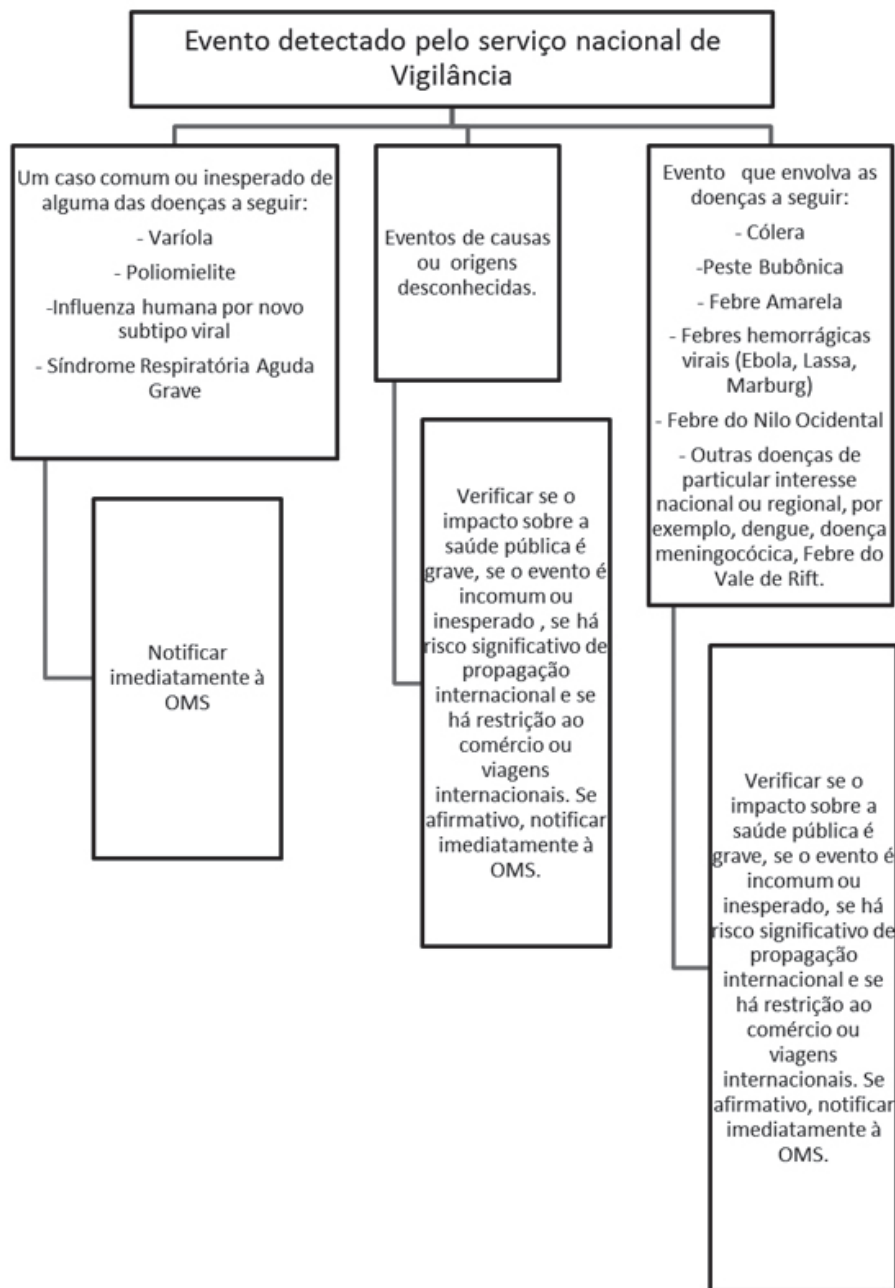 Evento detectado pelo serviço nacional de
Vigilância
Um caso comum ou inesperado de
alguma das doenças a seguir:
- Varíola
- Poliomielite
-Influenza humana por novo
subtipo viral
- Síndrome Respiratória Aguda
Grave
Notificar
imediatamente à
OMS
Eventos de causas
ou origens
desconhecidas.
Verificar se o
impacto sobre a
saúde pública é
grave, se o evento é
incomum ou
inesperado , se há
risco significativo de
propagação
internacional e se
há restrição ao
comércio ou
viagens
internacionais. Se
afirmativo, notificar
imediatamente à
OMS.
Evento que envolva as
doenças a seguir:
- Cólera
-Peste Bubônica
- Febre Amarela
- Febres hemorrágicas
virais (Ebola, Lassa,
Marburg)
- Febre do Nilo Ocidental
- Outras doenças de
particular interesse
nacional ou regional, por
exemplo, dengue, doença
meningocócica, Febre do
Vale de Rift.
Verificar se o
impacto sobre a
saúde pública é
grave, se o evento é
incomum ou
inesperado, se há
risco significativo de
propagação
internacional e se
há restrição ao
comércio ou
viagens
internacionais. Se
afirmativo, notificar
imediatamente à
OMS.